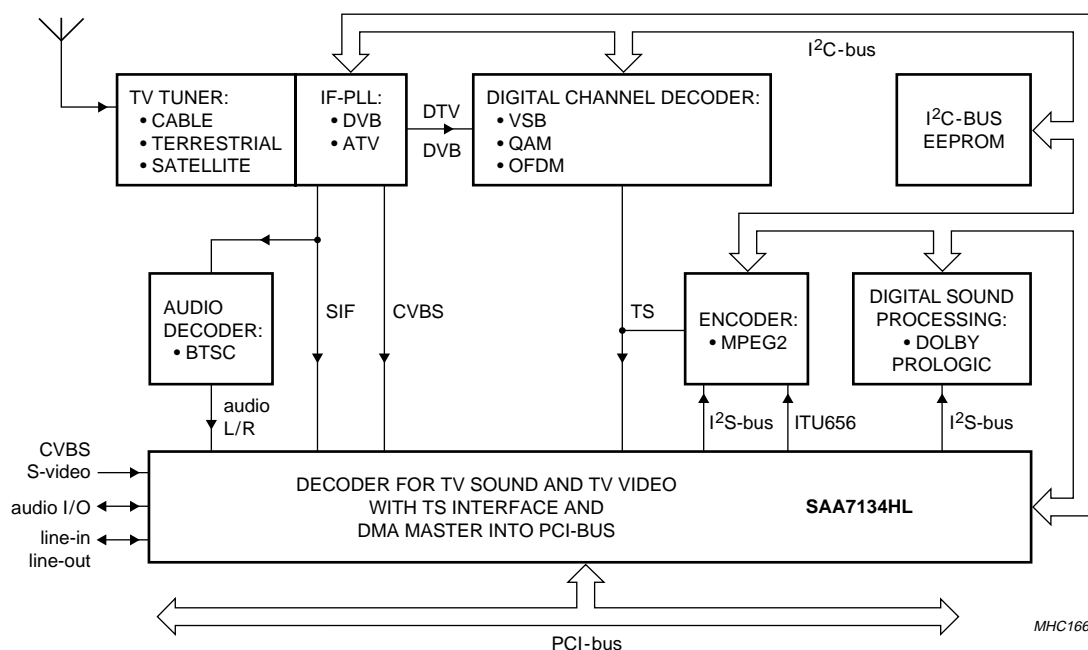 I²C-bus
TV TUNER:
• CABLE
• TERRESTRIAL
• SATELLITE
IF-PLL:
• DVB
• ATV
DTV
DVB
DIGITAL CHANNEL DECODER:
• VSB
• QAM
• OFDM
I²C-BUS
EEPROM
AUDIO
DECODER:
• BTSC
SIF
CVBS
TS
ENCODER:
• MPEG2
DIGITAL SOUND
PROCESSING:
• DOLBY
PROLOGIC
audio
L/R
I²S-bus
ITU656
I²S-bus
CVBS
S-video
audio I/O
line-in
line-out
DECODER FOR TV SOUND AND TV VIDEO
WITH TS INTERFACE AND
DMA MASTER INTO PCI-BUS
SAA7134HL
PCI-bus
MHC166